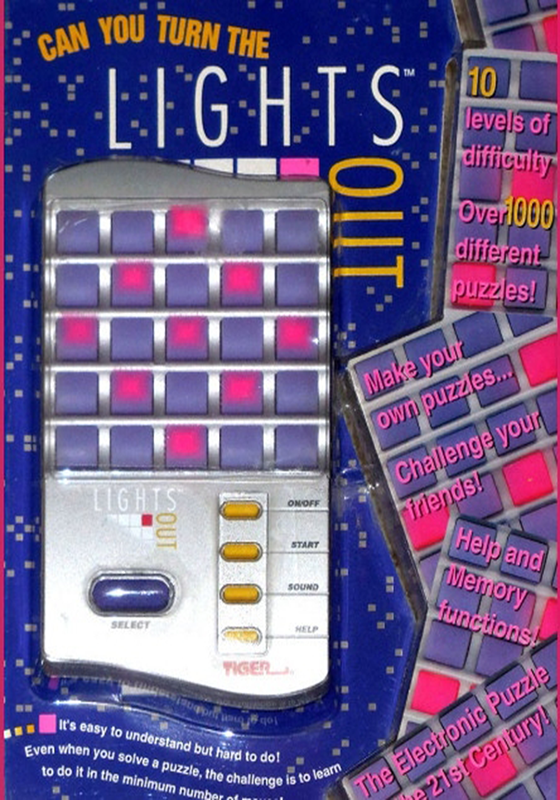 CAN YOU TURN THE
LIGHTS™
OUT
10
levels of
difficulty
Over 1000
different
puzzles!
Make your
own puzzles...
Challenge your
friends!
Help and
Memory
functions!
The Electronic Puzzle
the 21st Century!
LIGHTS
OUT
ON/OFF
START
SOUND
HELP
SELECT
TIGER
It's easy to understand but hard to do!
Even when you solve a puzzle, the challenge is to learn
to do it in the minimum number of moves!